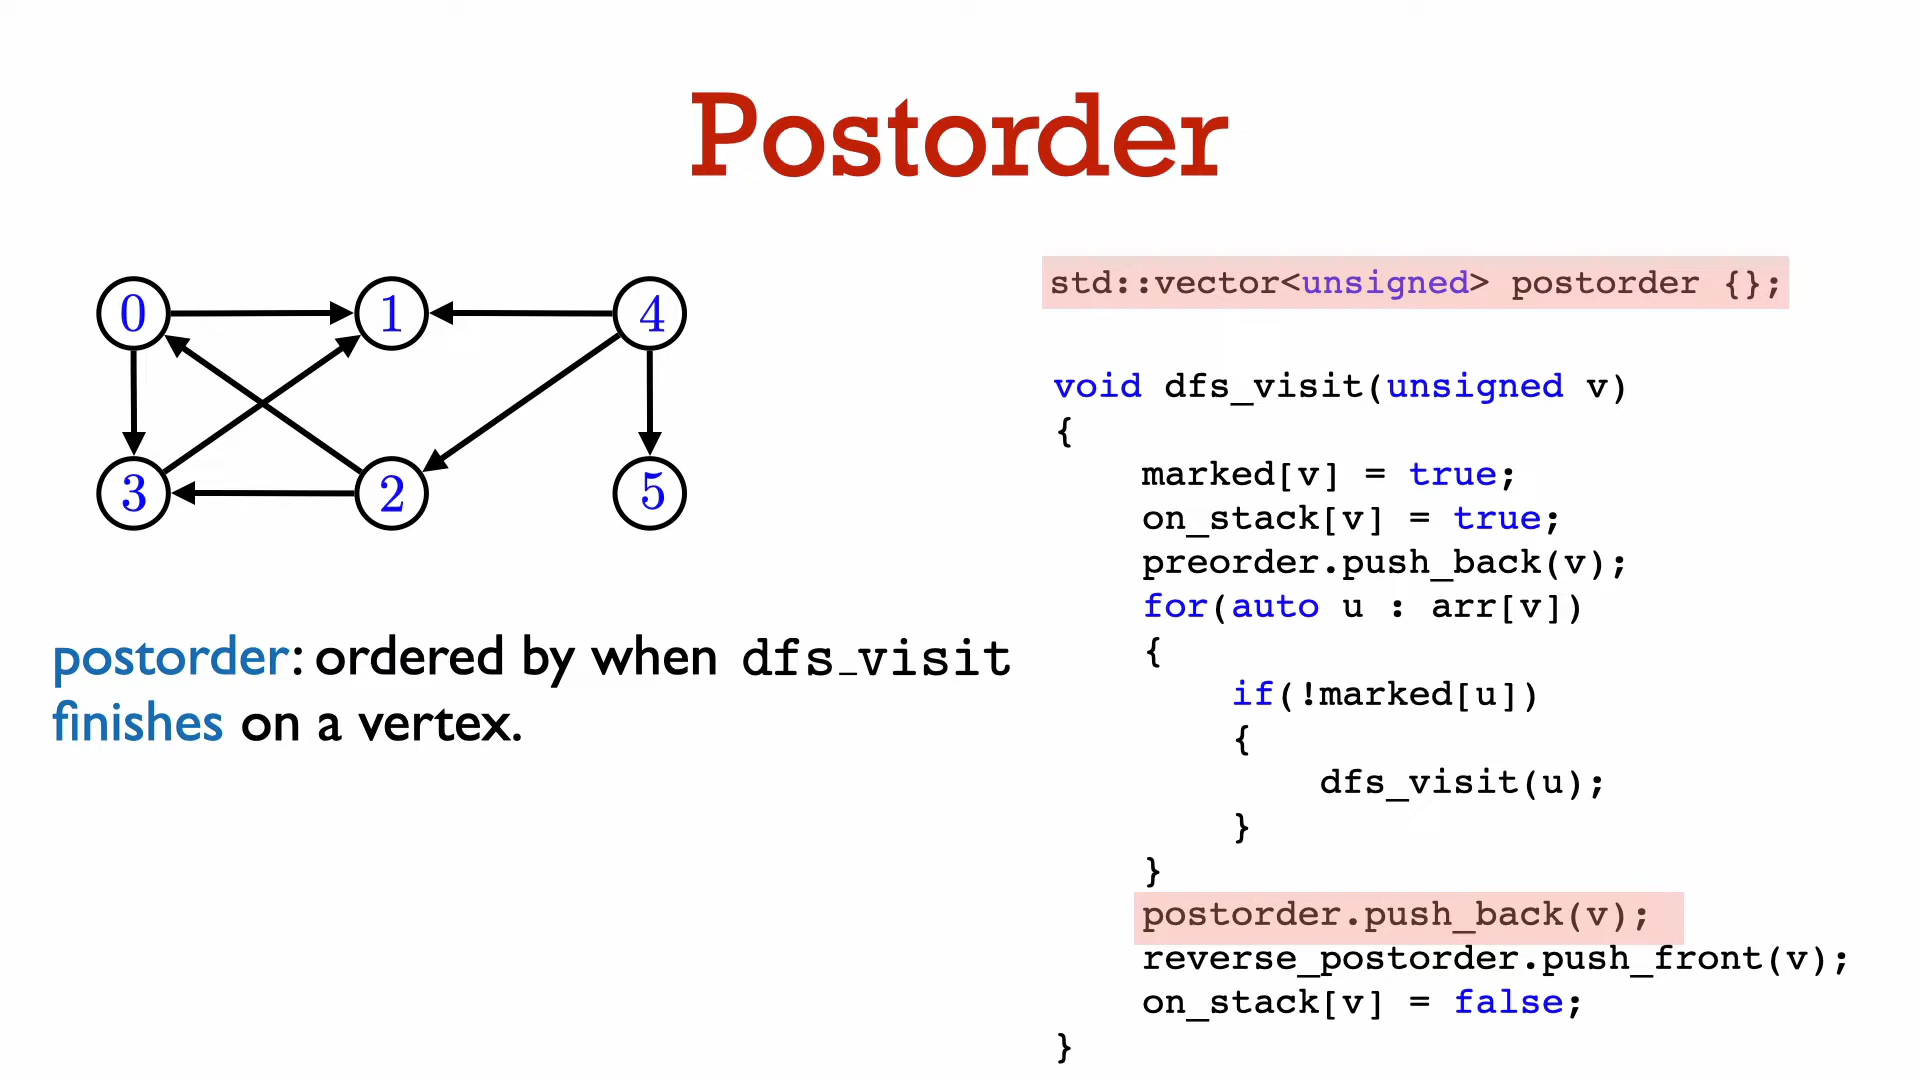 Postorder
0 1 4
3 2 5
postorder: ordered by when dfs_visit
finishes on a vertex.
std::vector<unsigned> postorder {};
void dfs_visit(unsigned v)
{
marked[v] = true;
on_stack[v] = true;
preorder.push_back(v);
for(auto u : arr[v])
{
if(!marked[u])
{
dfs_visit(u);
}
}
postorder.push_back(v);
reverse_postorder.push_front(v);
on_stack[v] = false;
}